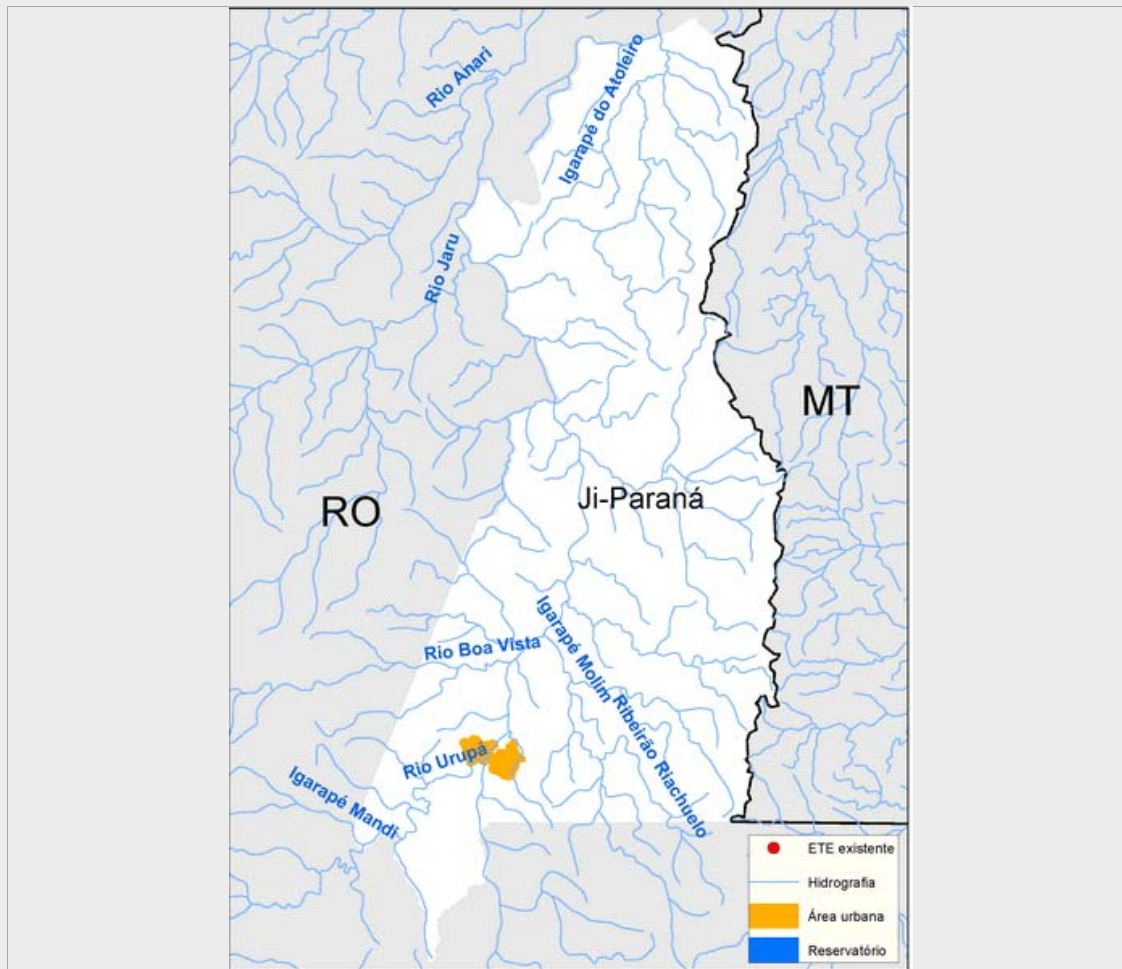 Rio Anari
Igarapé do Atoleiro
Rio Jaru
MT
Ji-Paraná
RO
Igarapé Molim
Rio Boa Vista
Ribeirão Riachuelo
Rio Urupá
Igarapé Mandi
ETE existente
Hidrografia
Área urbana
Reservatório